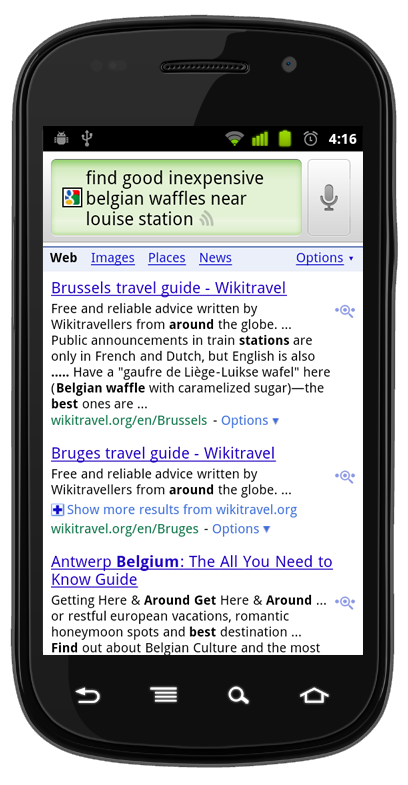 4:16
find good inexpensive
belgian waffles near
louise station
Web Images Places News Options ▾
Brussels travel guide - Wikitravel
Free and reliable advice written by
Wikitravellers from around the globe. ...
Public announcements in train stations are
only in French and Dutch, but English is also
..... Have a "gaufre de Liège-Luikse wafel" here
(Belgian waffle with caramelized sugar)—the
best ones are ...
wikitravel.org/en/Brussels - Options ▾
Bruges travel guide - Wikitravel
Free and reliable advice written by
Wikitravellers from around the globe. ...
Show more results from wikitravel.org
wikitravel.org/en/Bruges - Options ▾
Antwerp Belgium: The All You Need to
Know Guide
Getting Here & Around Get Here & Around ...
or restful european vacations, romantic
honeymoon spots and best destination ...
Find out about Belgian Culture and the most